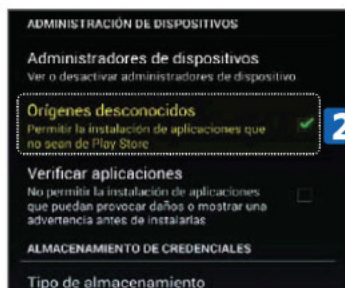 ADMINISTRACIÓN DE DISPOSITIVOS
Administradores de dispositivos
Ver o desactivar administradores de dispositivo
Orígenes desconocidos
Permitir la instalación de aplicaciones que
no sean de Play Store
2
Verificar aplicaciones
No permitir la instalación de aplicaciones
que puedan provocar daños o mostrar una
advertencia antes de instalarlas
ALMACENAMIENTO DE CREDENCIALES
Tipo de almacenamiento